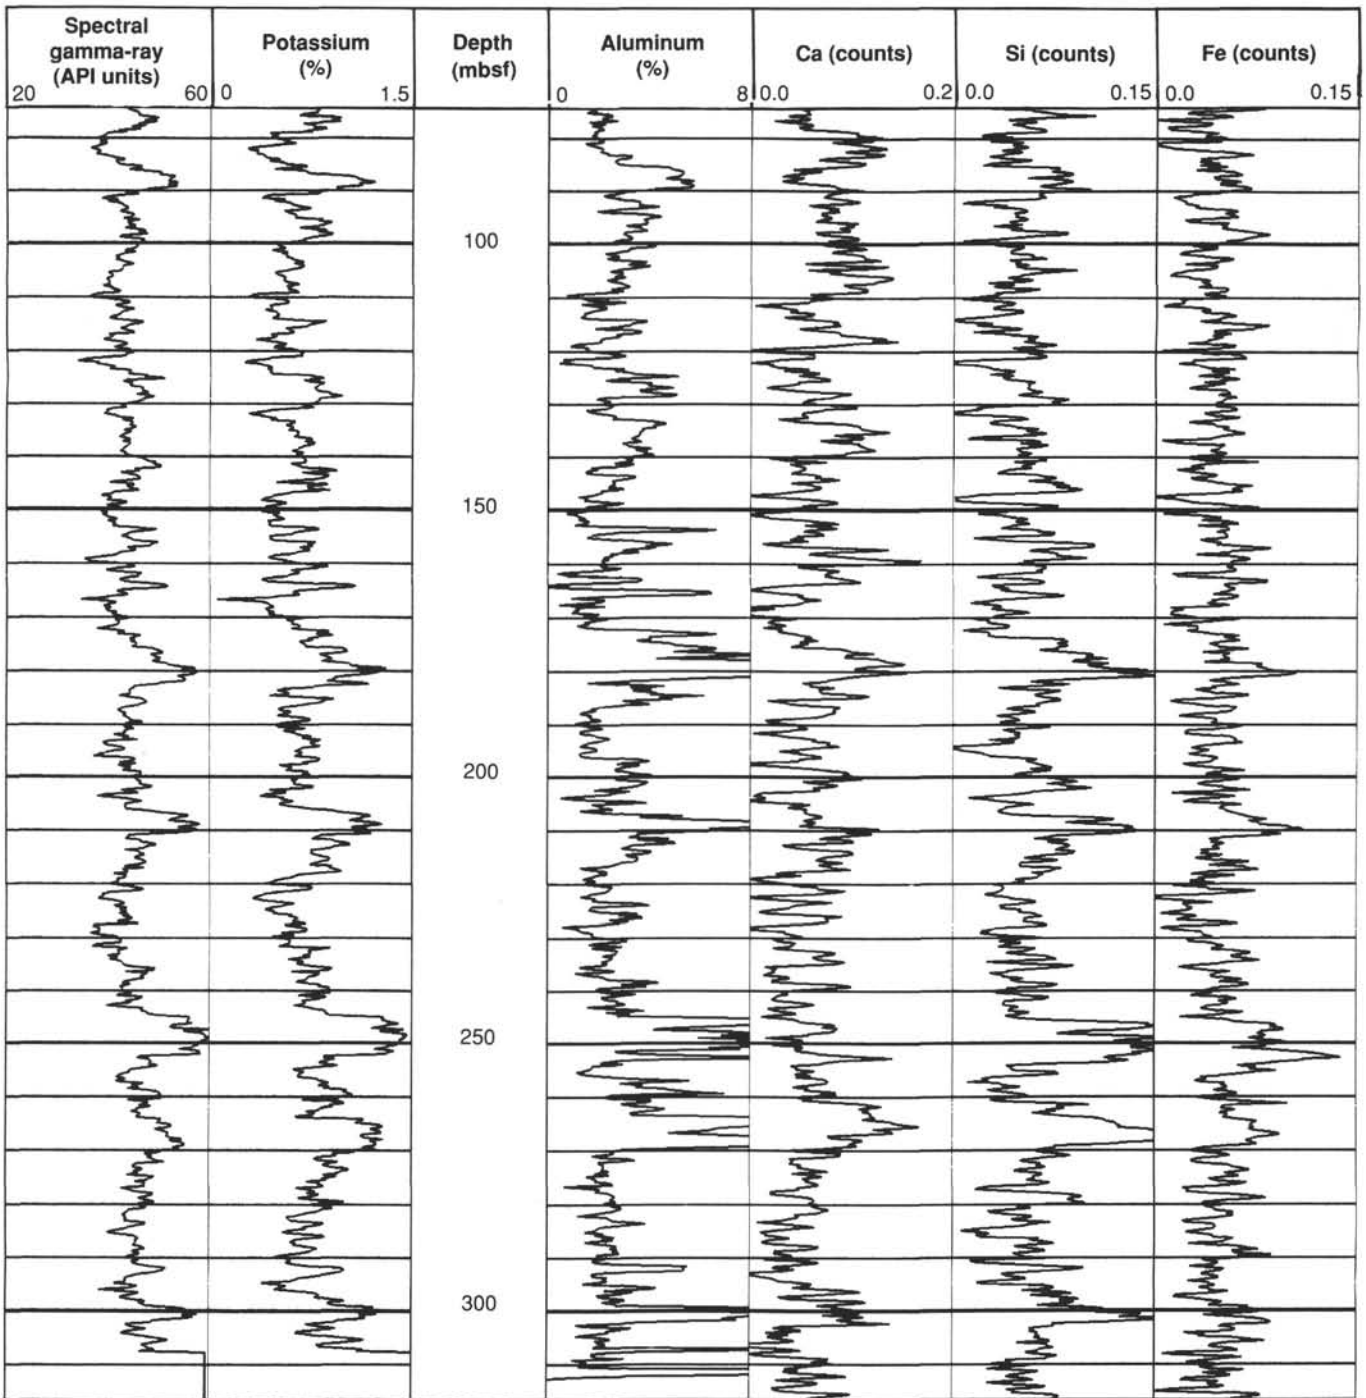 Spectral
gamma-ray
(API units)
20 60
Potassium
(%)
0 1.5
Depth
(mbsf)
Aluminum
(%)
0 8
Ca (counts)
0.0 0.2
Si (counts)
0.0 0.15
Fe (counts)
0.0 0.15
100
150
200
250
300